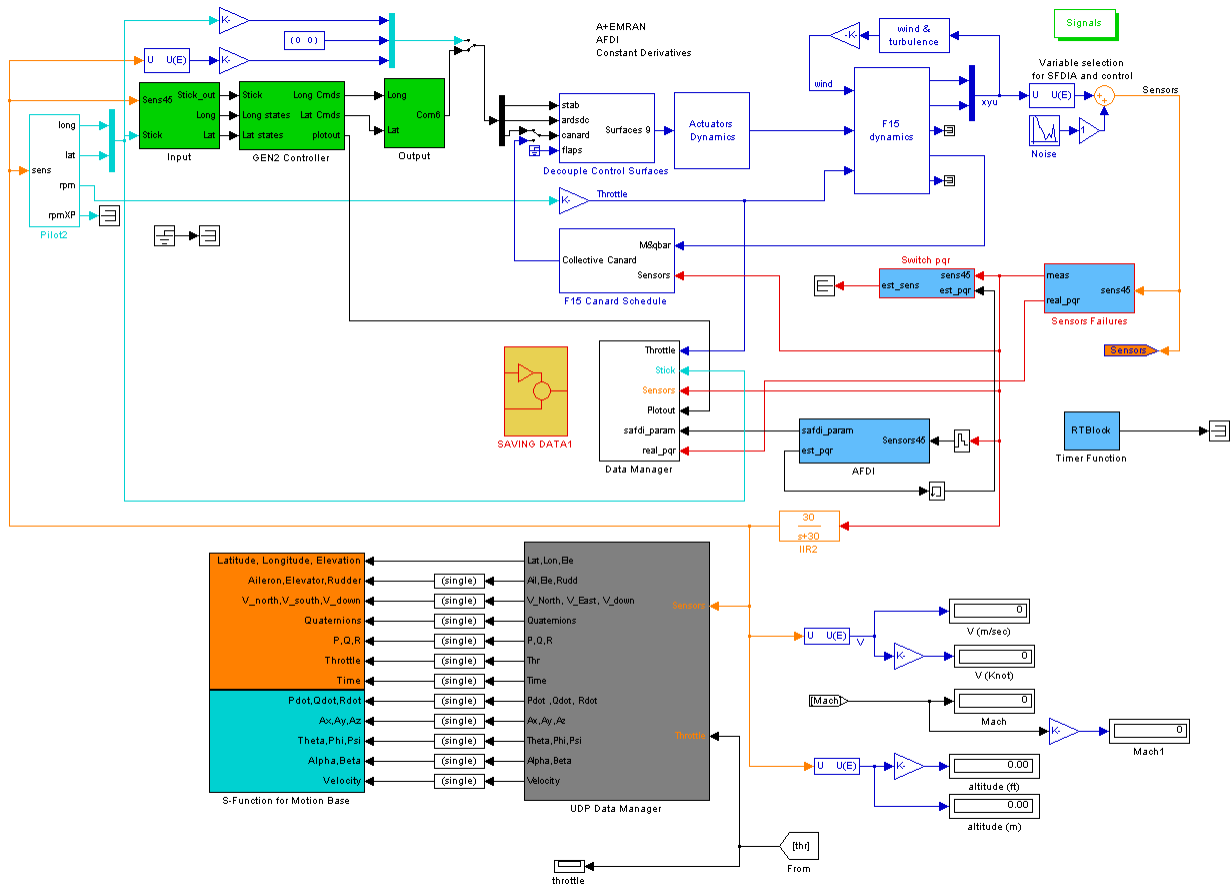 A+EMRAN
AFDI
Constant Derivatives
Signals
K-
(0 0)
U U(E)
K-
-K-
wind &
turbulence
Variable selection
for SFDIA and control
wind
xyu
U U(E)
Sensors
Noise
1
Sens46
Stick
Stick_out
Long
Lat
Input
Stick
Long states
Lat states
Long Cmds
Lat Cmds
plotout
GEN2 Controller
Long
Lat
Com6
Output
stab
ardsdc
canard
flaps
Surfaces 9
Decouple Control Surfaces
Actuators
Dynamics
F15
dynamics
long
lat
rpm
rpmXP
sens
Pilot2
K-
Throttle
M&qbar
Collective Canard
Sensors
F15 Canard Schedule
Switch pqr
sens46
est_sens
est_pqr
meas
real_pqr
sens46
Sensors Failures
Sensors
SAVING DATA1
Throttle
Stick
Sensors
Plotout
safdi_param
real_pqr
Data Manager
safdi_param
est_pqr
Sensors46
AFDI
RTBlock
Timer Function
30
s+30
IIR2
Latitude, Longitude, Elevation
Lat,Lon,Ele
Aileron,Elevator,Rudder
(single)
Ail,Ele,Rudd
V_north,V_south,V_down
(single)
V_North, V_East, V_down
Sensors
Quaternions
(single)
Quaternions
P,Q,R
(single)
P,Q,R
Throttle
(single)
Thr
Time
(single)
Time
Pdot,Qdot,Rdot
(single)
Pdot ,Qdot, Rdot
Ax,Ay,Az
(single)
Ax,Ay,Az
Theta,Phi,Psi
(single)
Theta,Phi,Psi
Throttle
Alpha,Beta
(single)
Alpha,Beta
Velocity
(single)
Velocity
S-Function for Motion Base
UDP Data Manager
U U(E)
V
0
V (m/sec)
K-
0
V (Knot)
[Mach]
0
Mach
K-
0
Mach1
U U(E)
K-
0.00
altitude (ft)
0.00
altitude (m)
[thr]
From
throttle